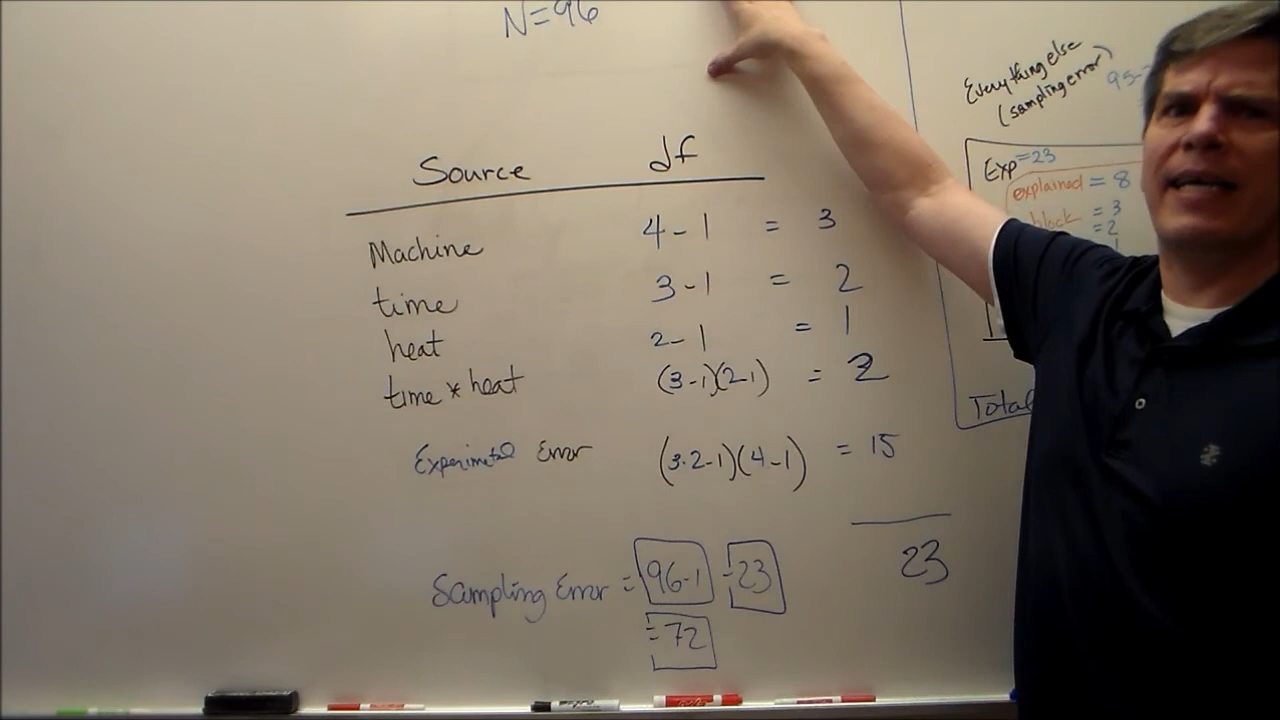 N=96
Source df
Machine 4-1 = 3
time 3-1 = 2
heat 2-1 = 1
time * heat (3-1)(2-1) = 2
Experimental Error (3·2-1)(4-1) = 15
23
Sampling Error = 96-1 -23
=72
Everything else
(sampling error)
95-
Exp=23
explained = 8
block = 3
= 2
1
Total